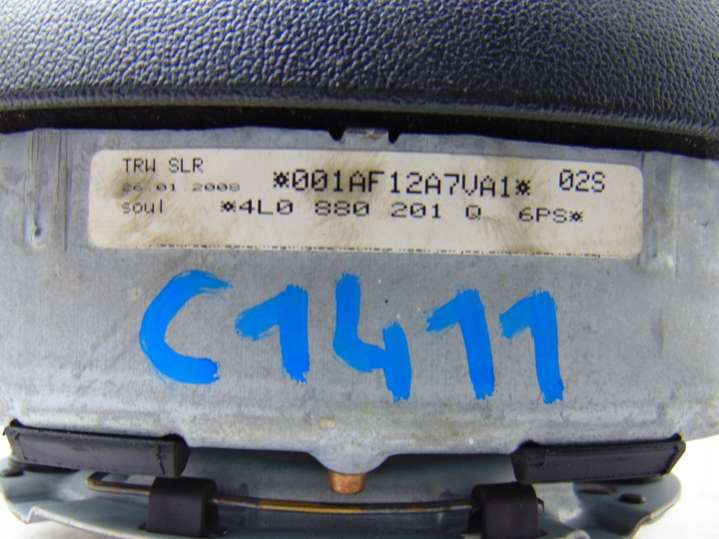 TRW SLR *001AF12A7VA1* 02S
26.01.2008
soul *4L0 880 201 Q 6PS*
C1411